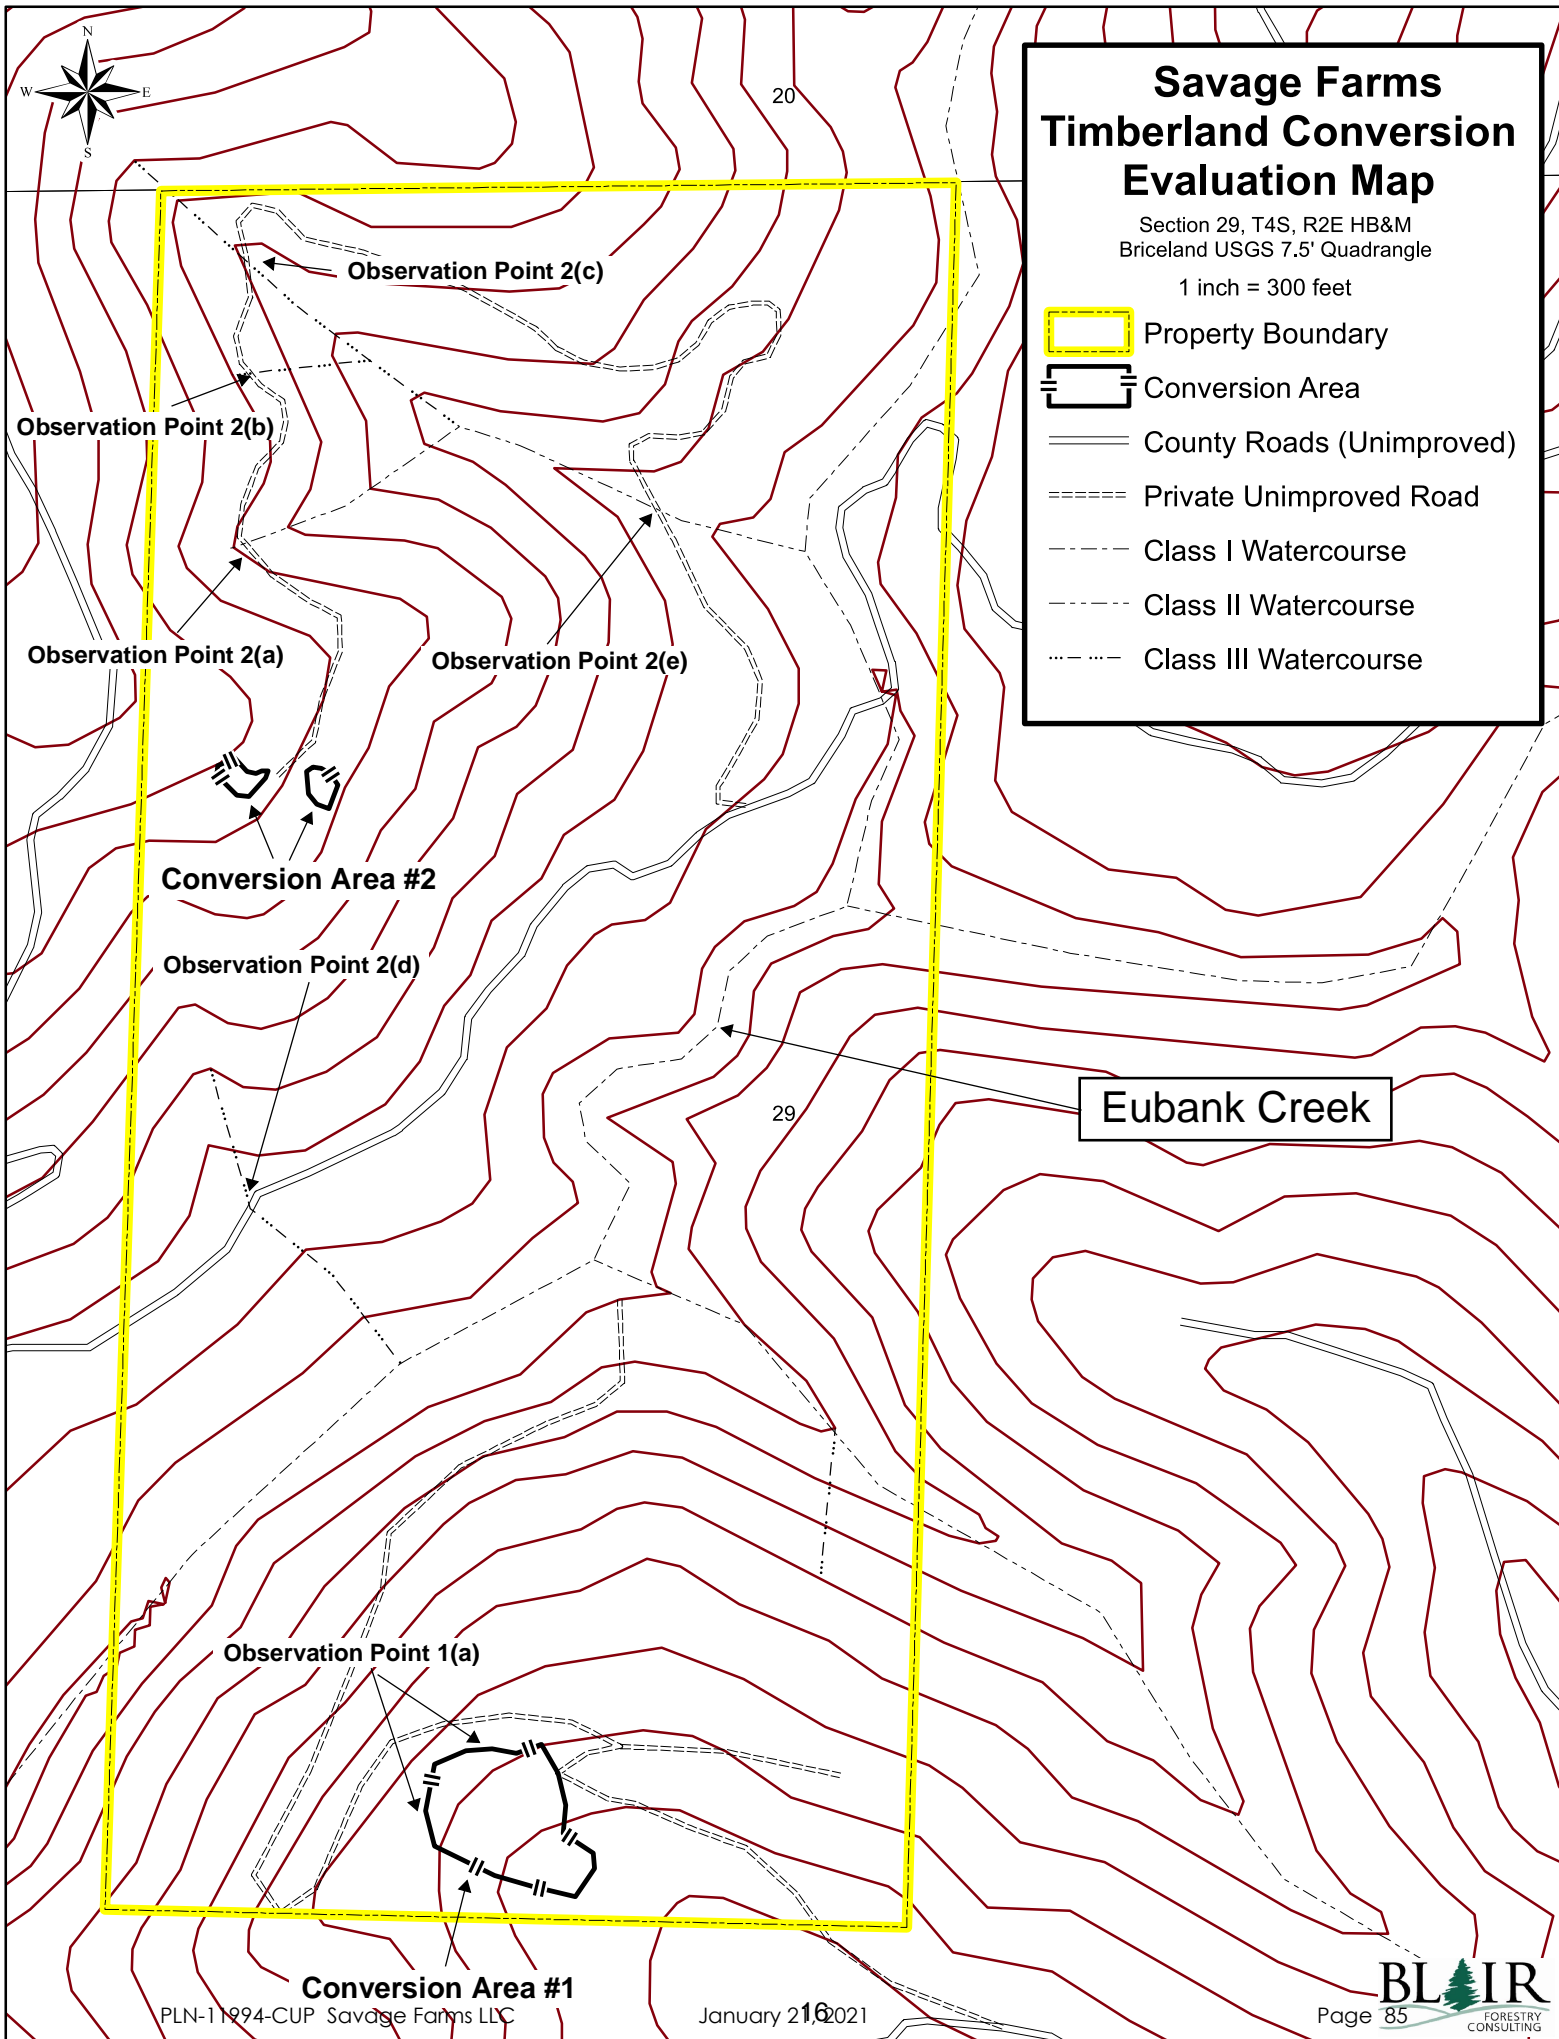 N
W E
S
20
Savage Farms
Timberland Conversion
Evaluation Map
Section 29, T4S, R2E HB&M
Briceland USGS 7.5' Quadrangle
1 inch = 300 feet
Property Boundary
Conversion Area
County Roads (Unimproved)
Private Unimproved Road
Class I Watercourse
Class II Watercourse
Class III Watercourse
Observation Point 2(c)
Observation Point 2(b)
Observation Point 2(a)
Observation Point 2(e)
Conversion Area #2
Observation Point 2(d)
29
Eubank Creek
Observation Point 1(a)
Conversion Area #1
PLN-11994-CUP Savage Farms LLC
January 21, 2021
16
Page 85
BLAIR
FORESTRY
CONSULTING